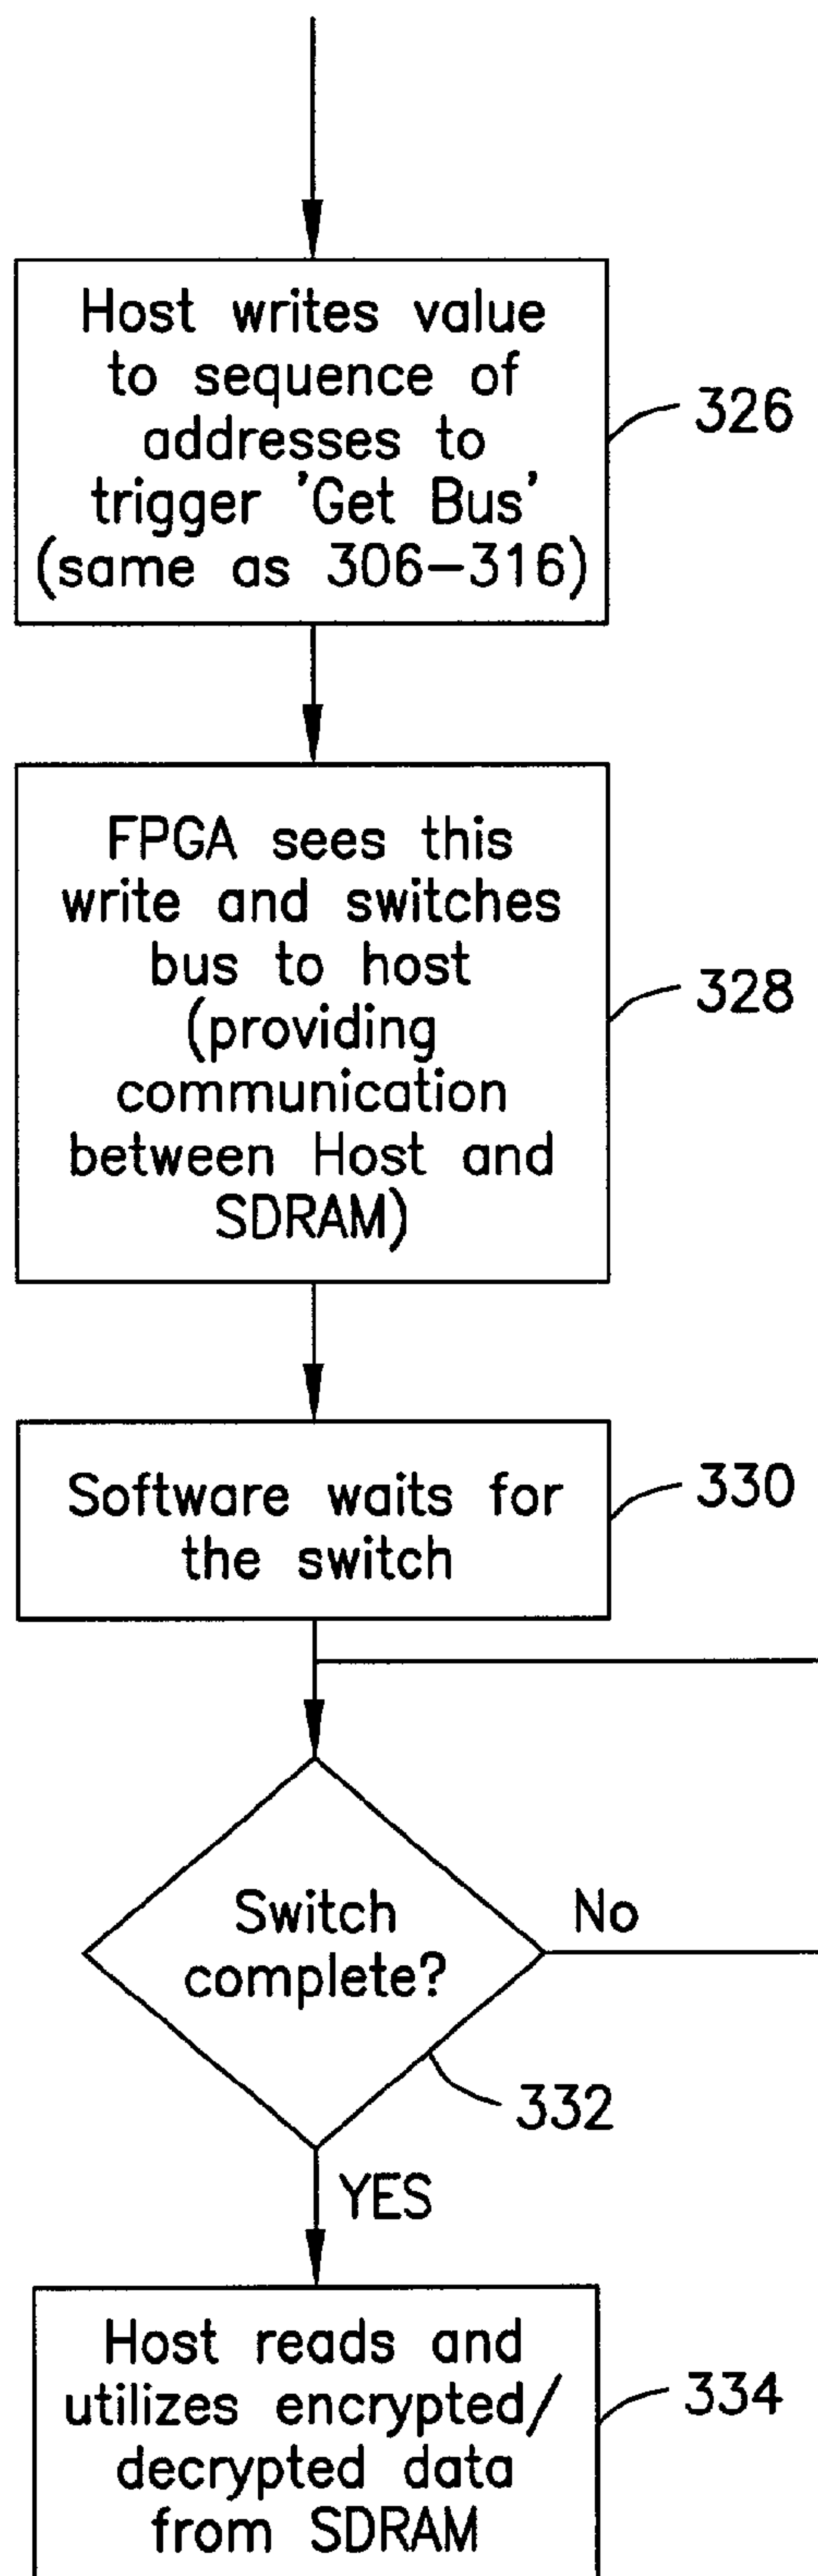 Host writes value
to sequence of
addresses to
trigger 'Get Bus'
(same as 306-316)
326
FPGA sees this
write and switches
bus to host
(providing
communication
between Host and
SDRAM)
328
Software waits for
the switch
330
Switch
complete?
No
332
YES
Host reads and
utilizes encrypted/
decrypted data
from SDRAM
334